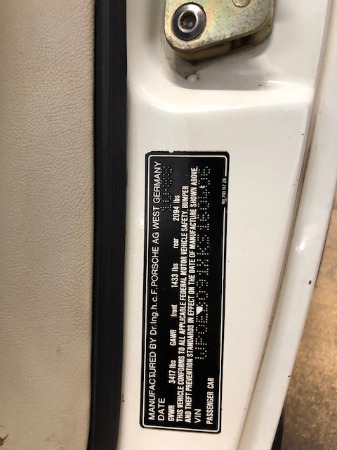 MANUFACTURED BY Dr.Ing.h.c.F.PORSCHE AG WEST GERMANY
DATE
GVWR 3417 lbs GAWR front 1433 lbs rear 2094 lbs
THIS VEHICLE CONFORMS TO ALL APPLICABLE FEDERAL MOTOR VEHICLE SAFETY, BUMPER
AND THEFT PREVENTION STANDARDS IN EFFECT ON THE DATE OF MANUFACTURE SHOWN ABOVE.
VIN
PASSENGER CAR